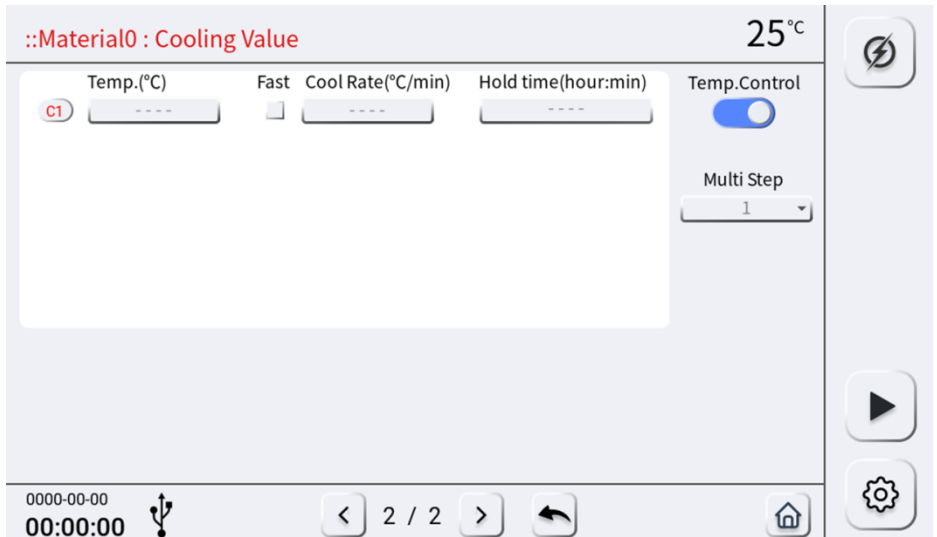 ::Material0 : Cooling Value
25°C
Temp.(°C) Fast Cool Rate(°C/min) Hold time(hour:min)
C1 ---- ---- ----
Temp.Control
Multi Step
1
0000-00-00
00:00:00
2 / 2